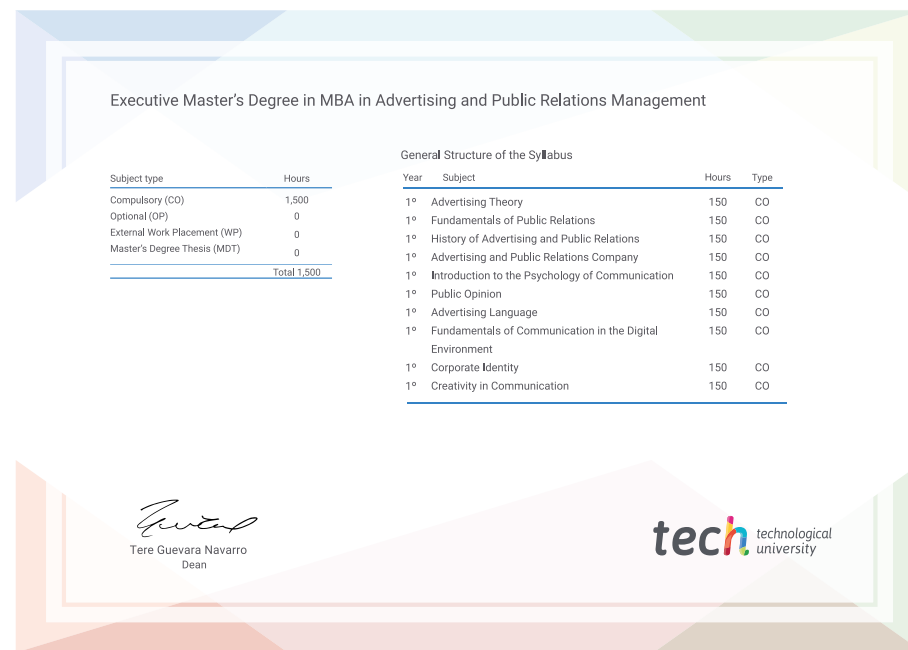 Executive Master's Degree in MBA in Advertising and Public Relations Management
Subject type Hours
Compulsory (CO) 1,500
Optional (OP) 0
External Work Placement (WP) 0
Master's Degree Thesis (MDT) 0
Total 1,500
General Structure of the Syllabus
Year Subject Hours Type
1º Advertising Theory 150 CO
1º Fundamentals of Public Relations 150 CO
1º History of Advertising and Public Relations 150 CO
1º Advertising and Public Relations Company 150 CO
1º Introduction to the Psychology of Communication 150 CO
1º Public Opinion 150 CO
1º Advertising Language 150 CO
1º Fundamentals of Communication in the Digital 150 CO
Environment
1º Corporate Identity 150 CO
1º Creativity in Communication 150 CO
Tere Guevara Navarro
Dean
tech technological
university